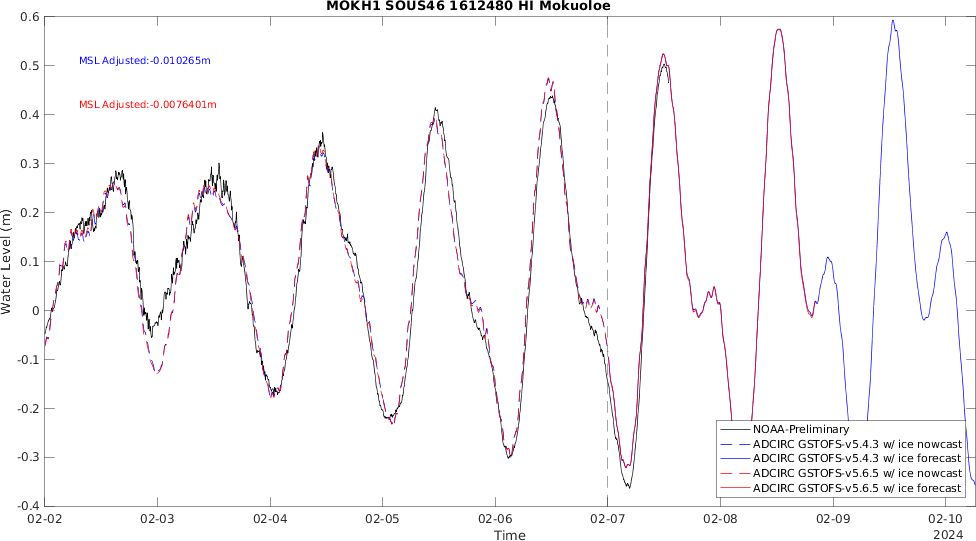 MOKH1 SOUS46 1612480 HI Mokuoloe
MSL Adjusted:-0.010265m
MSL Adjusted:-0.0076401m
Water Level (m)
0.6
0.5
0.4
0.3
0.2
0.1
0
-0.1
-0.2
-0.3
-0.4
NOAA-Preliminary
ADCIRC GSTOFS-v5.4.3 w/ ice nowcast
ADCIRC GSTOFS-v5.4.3 w/ ice forecast
ADCIRC GSTOFS-v5.6.5 w/ ice nowcast
ADCIRC GSTOFS-v5.6.5 w/ ice forecast
02-02 02-03 02-04 02-05 02-06 02-07 02-08 02-09 02-10
Time
2024